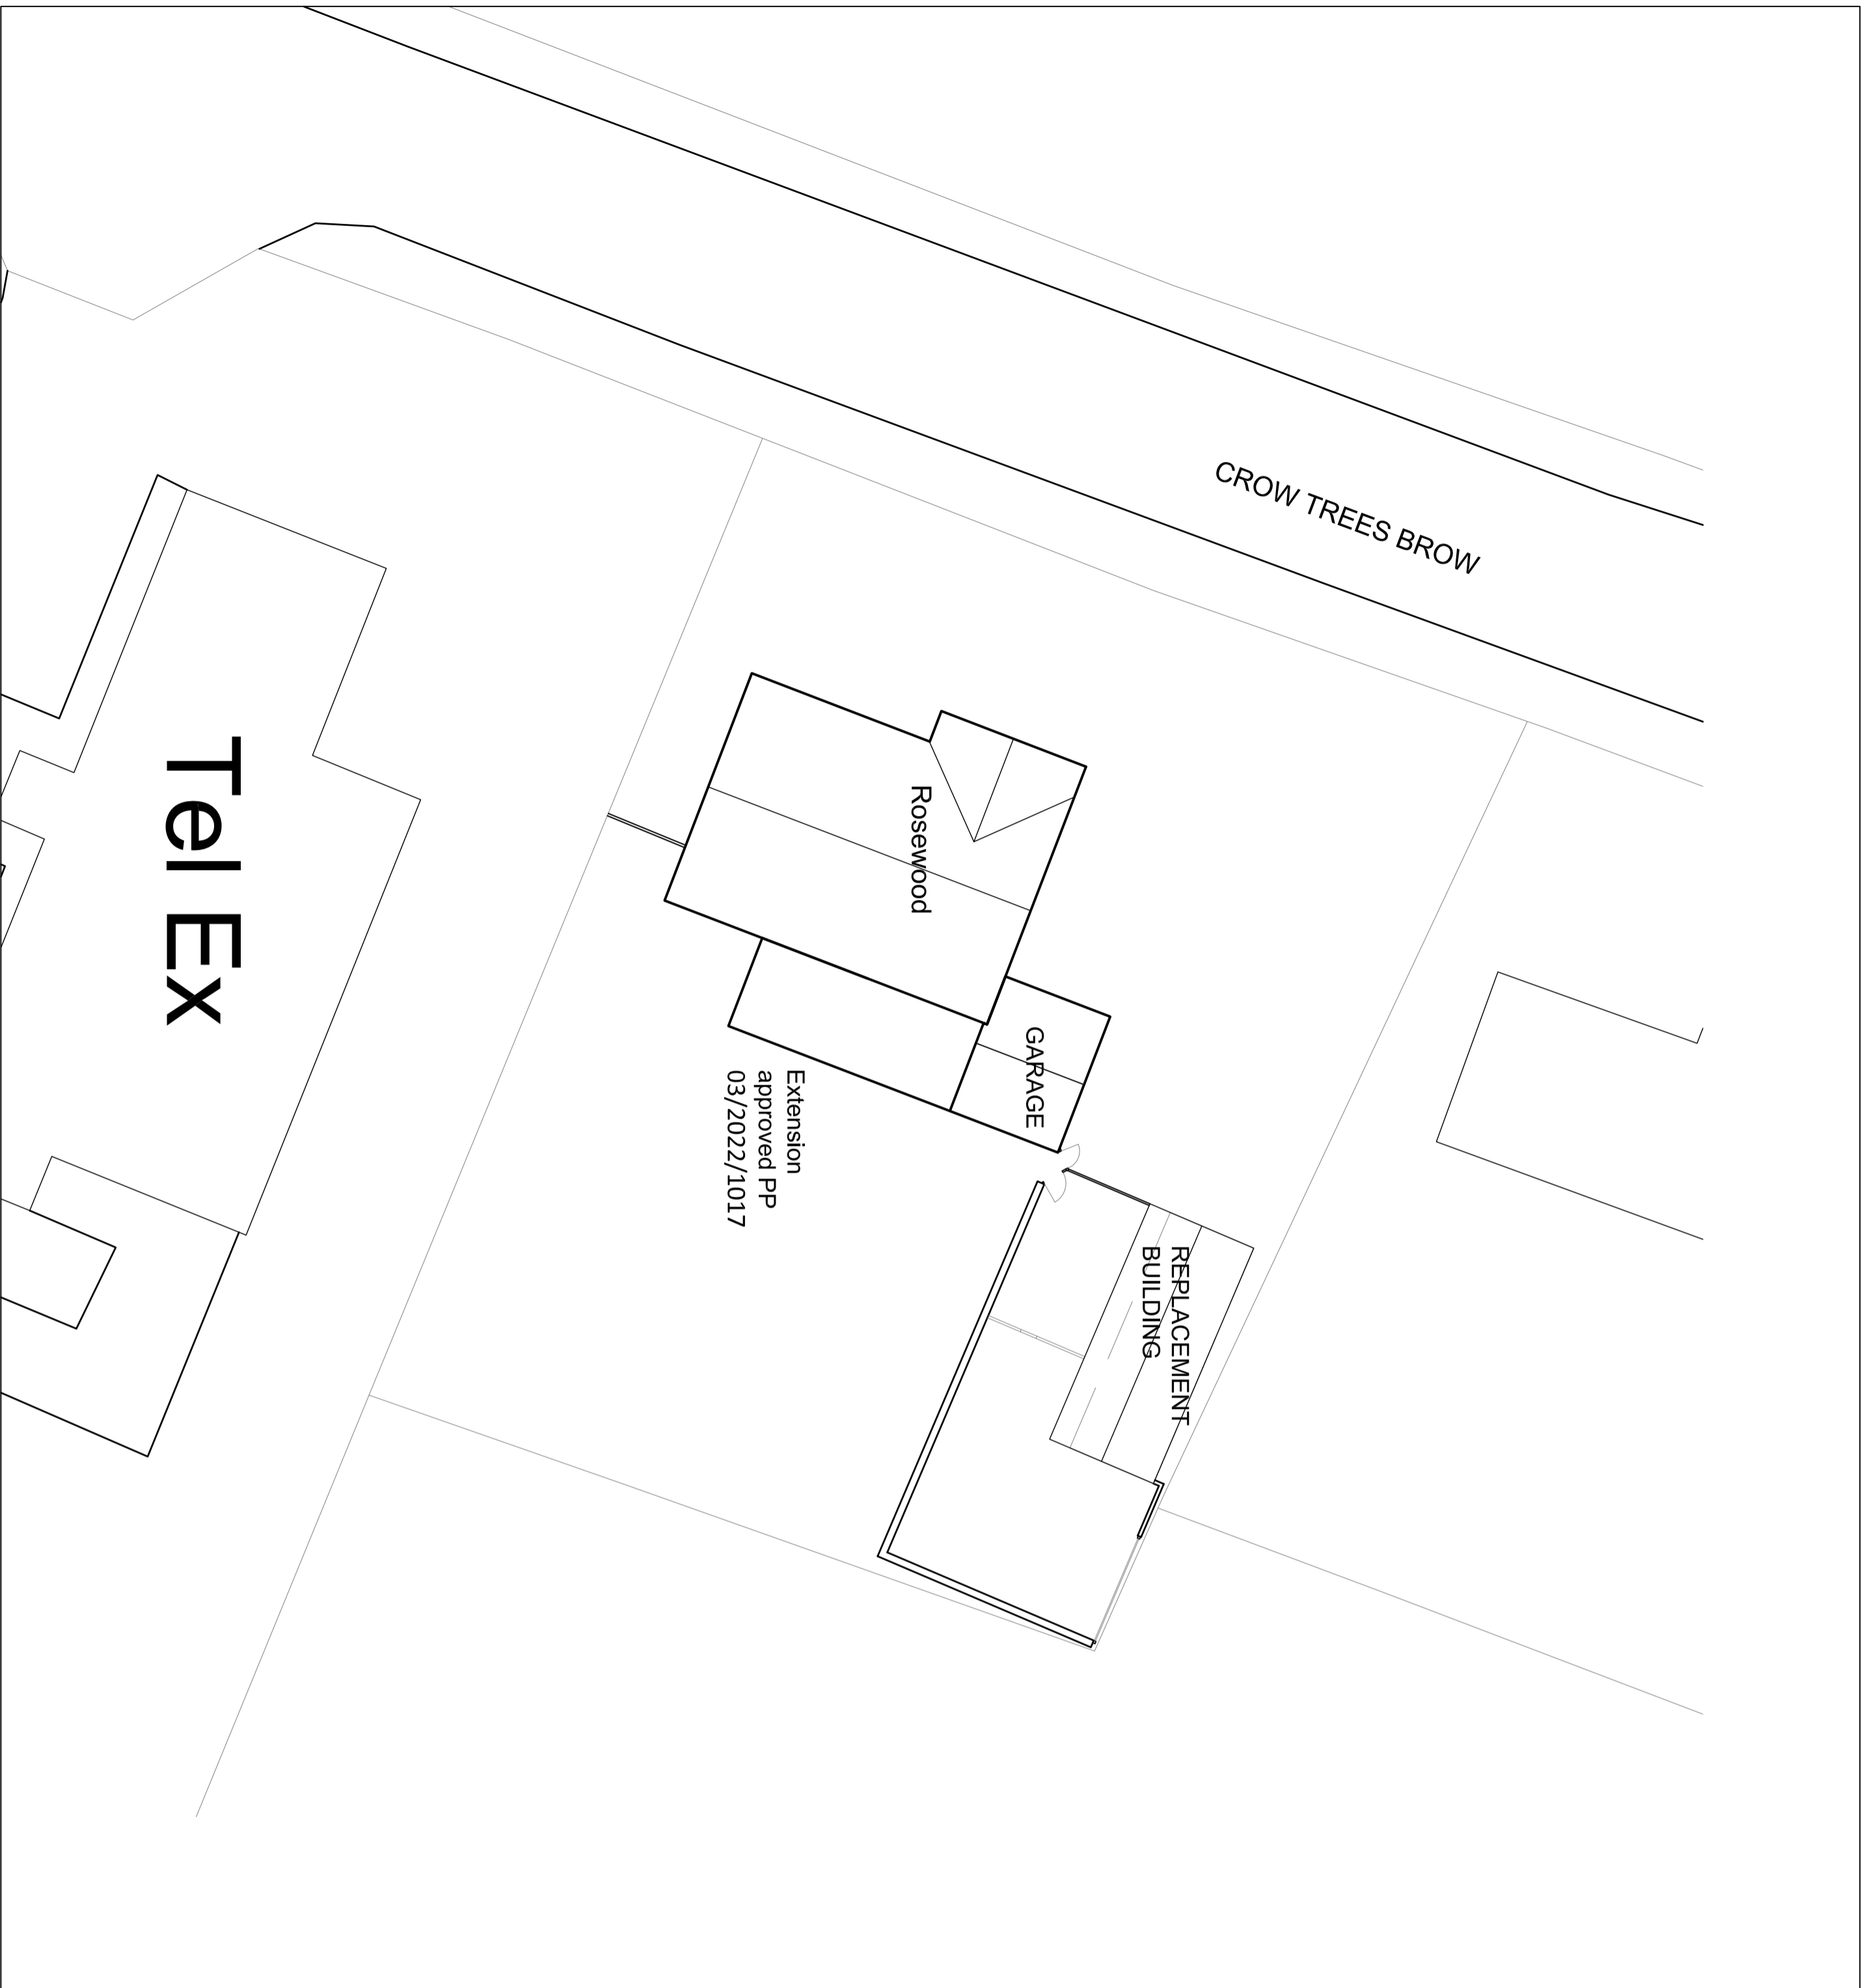 CROW TREES BROW
Rosewood
Tel Ex
GARAGE
Extension
approved PP
03/2022/1017
REPLACEMENT
BUILDING